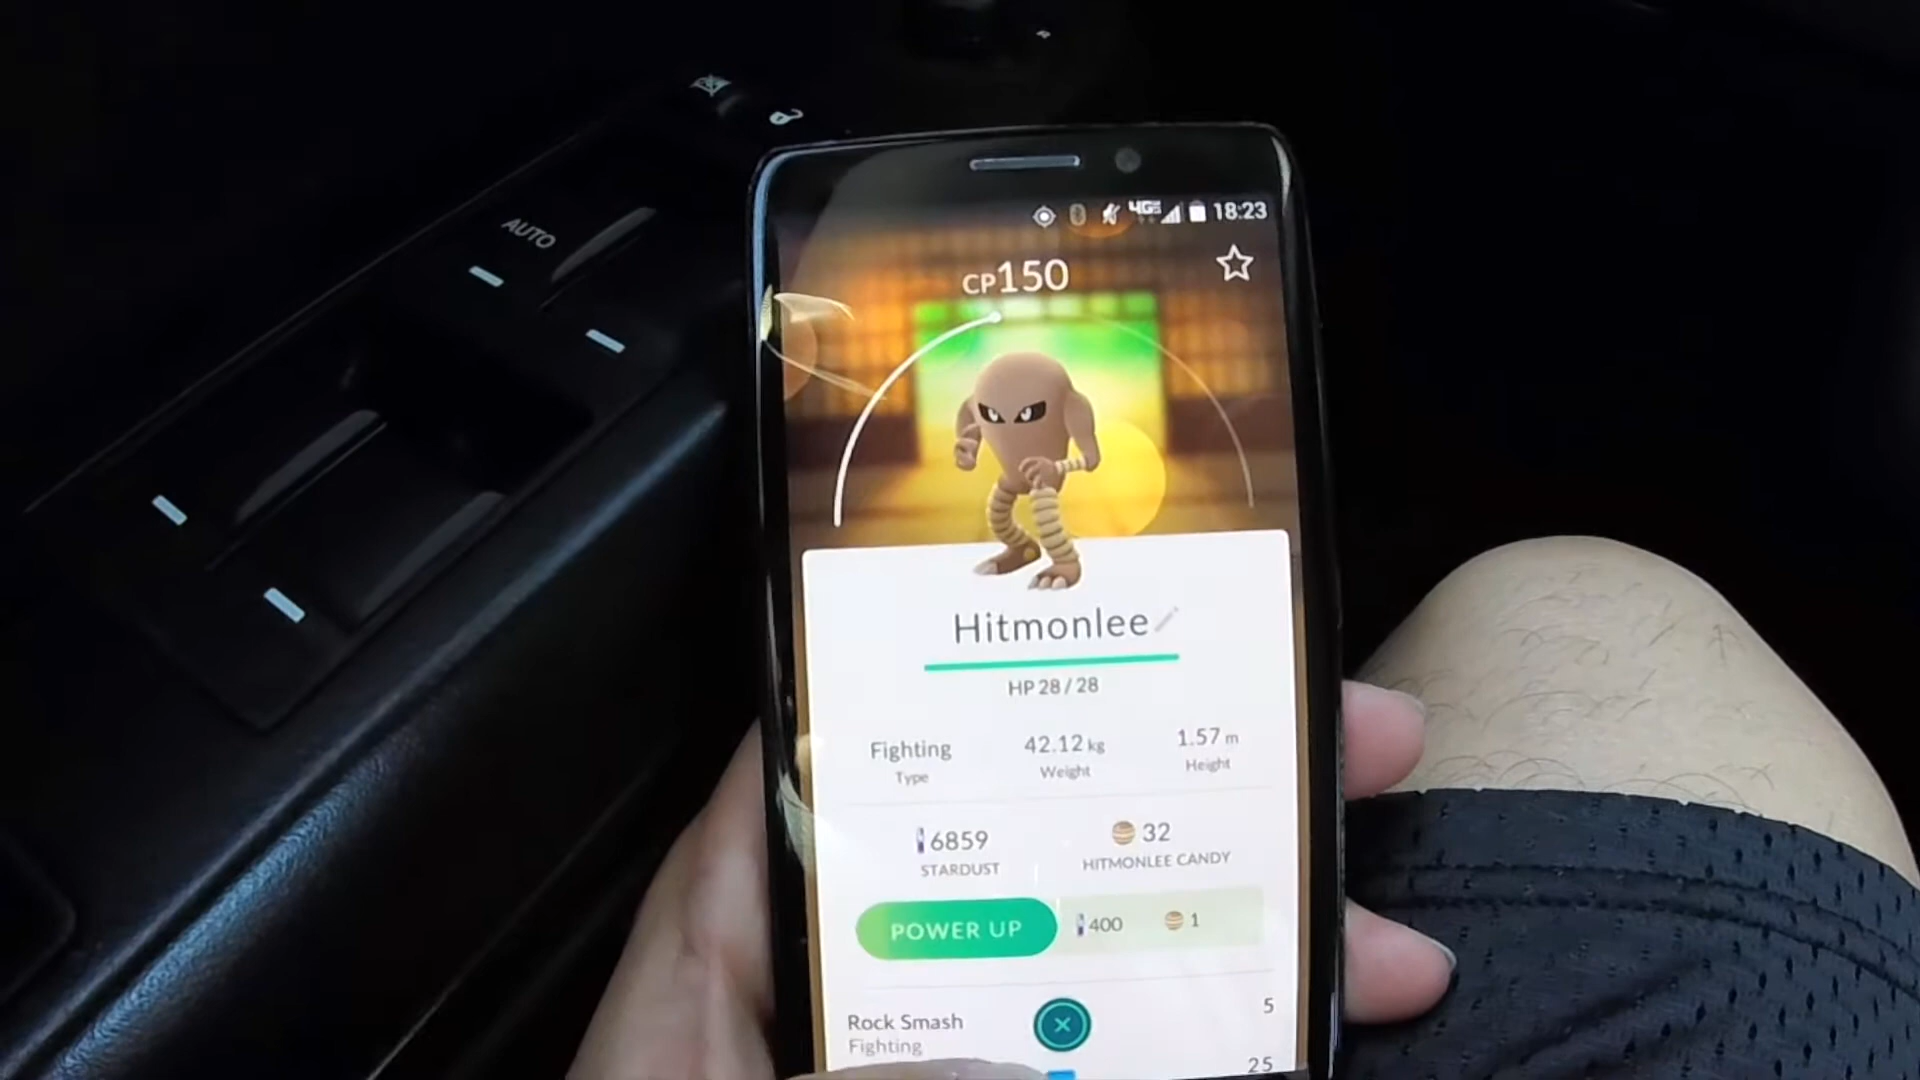 AUTO
4G 18:23
CP150
Hitmonlee
HP 28 / 28
Fighting 42.12 kg 1.57 m
Type Weight Height
6859 32
STARDUST HITMONLEE CANDY
POWER UP 400 1
Rock Smash 5
Fighting
25